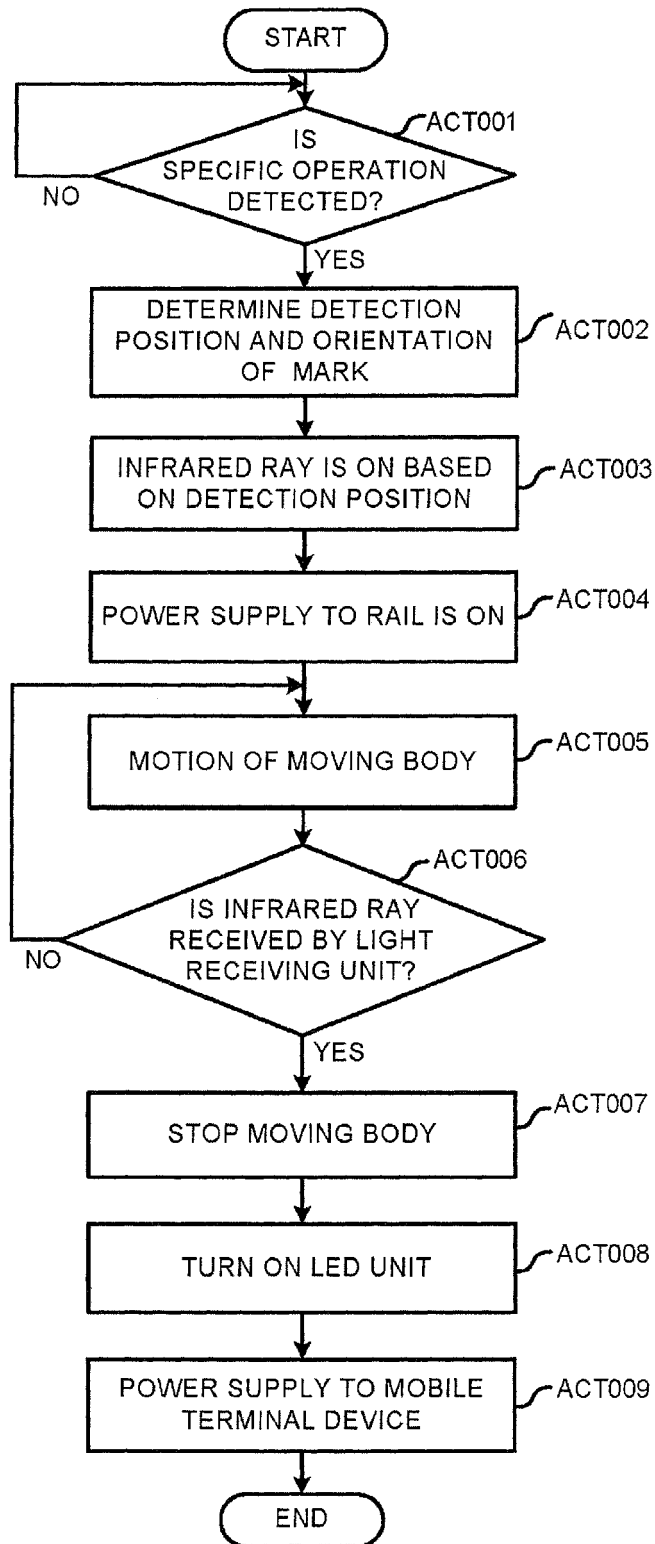 START
ACT001
IS
SPECIFIC OPERATION
DETECTED?
NO
YES
DETERMINE DETECTION
POSITION AND ORIENTATION
OF MARK
ACT002
INFRARED RAY IS ON BASED
ON DETECTION POSITION
ACT003
POWER SUPPLY TO RAIL IS ON
ACT004
MOTION OF MOVING BODY
ACT005
ACT006
IS INFRARED RAY
RECEIVED BY LIGHT
RECEIVING UNIT?
NO
YES
STOP MOVING BODY
ACT007
TURN ON LED UNIT
ACT008
POWER SUPPLY TO MOBILE
TERMINAL DEVICE
ACT009
END